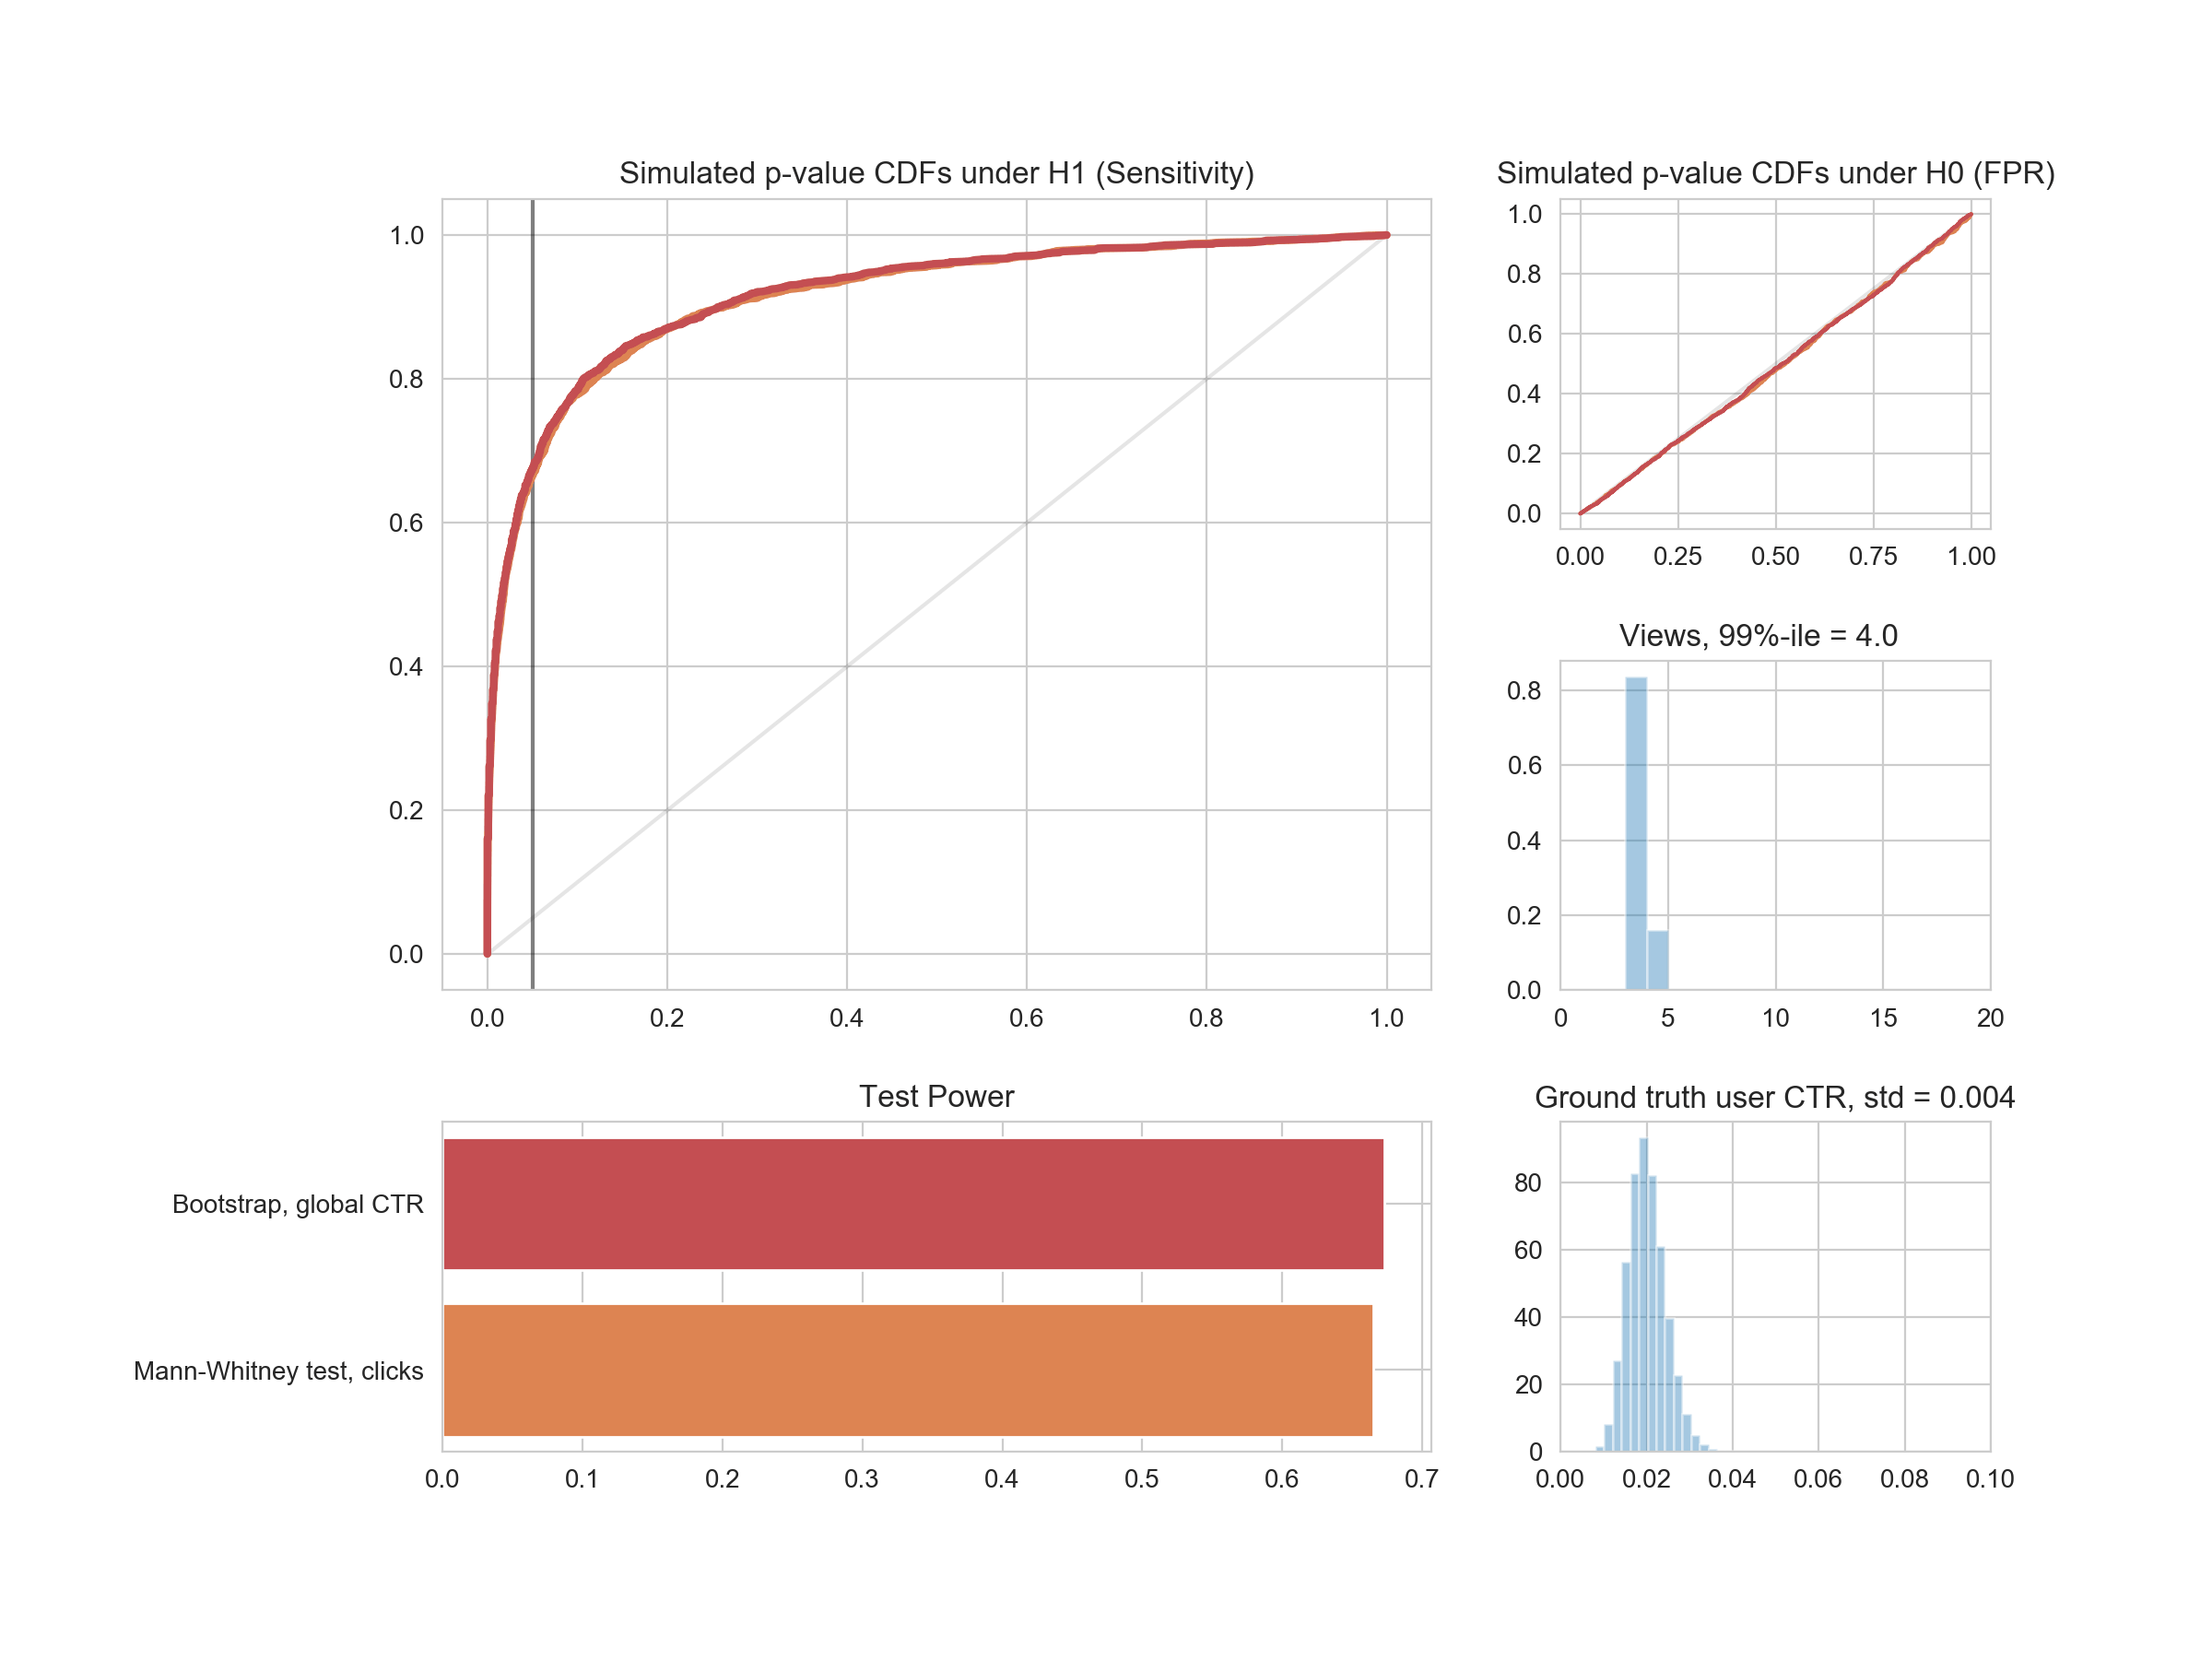 Simulated p-value CDFs under H1 (Sensitivity)
1.0
0.8
0.6
0.4
0.2
0.0
0.0 0.2 0.4 0.6 0.8 1.0
Simulated p-value CDFs under H0 (FPR)
1.0
0.8
0.6
0.4
0.2
0.0
0.00 0.25 0.50 0.75 1.00
Views, 99%-ile = 4.0
0.8
0.6
0.4
0.2
0.0
0 5 10 15 20
Test Power
Bootstrap, global CTR
Mann-Whitney test, clicks
0.0 0.1 0.2 0.3 0.4 0.5 0.6 0.7
Ground truth user CTR, std = 0.004
80
60
40
20
0
0.00 0.02 0.04 0.06 0.08 0.10